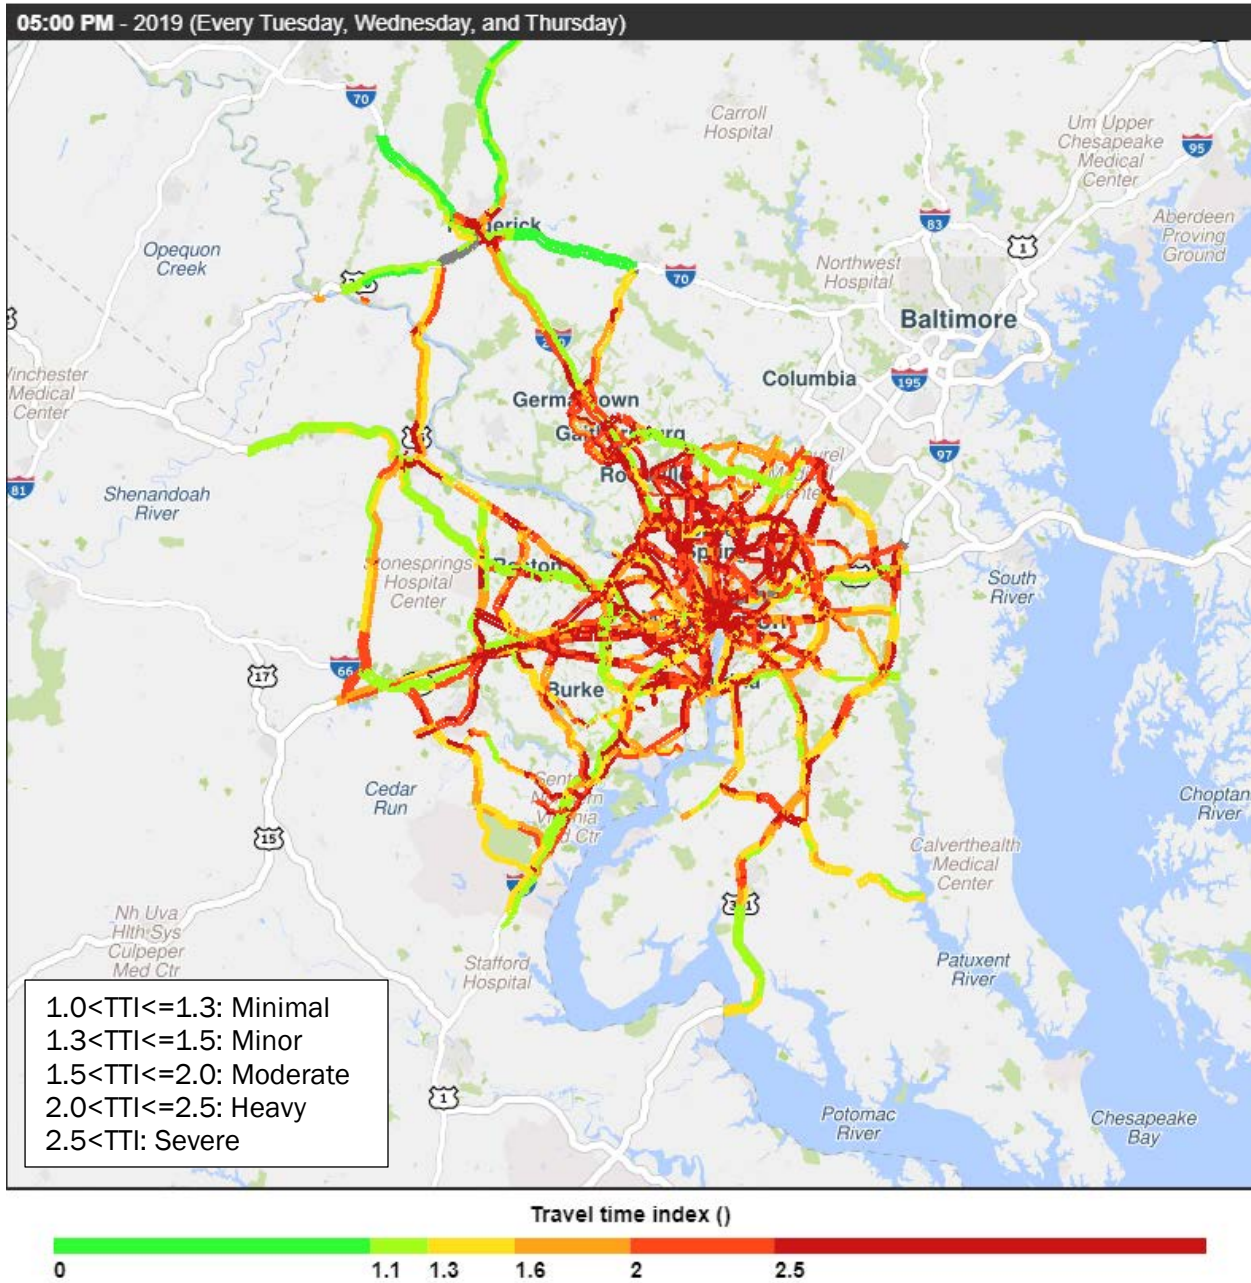 05:00 PM - 2019 (Every Tuesday, Wednesday, and Thursday)
70
Carroll
Hospital
Um Upper
Chesapeake
Medical
Center
95
83
1
Aberdeen
Proving
Ground
Opequon
Creek
Northwest
Hospital
70
Baltimore
Columbia
195
Medical
Center
Germantown
97
81
Shenandoah
River
Stonesprings
Hospital
Center
Reston
South
River
17
66
Burke
Cedar
Run
15
Choptan
River
Calverthealth
Medical
Center
Nh Uva
Hlth Sys
Culpeper
Med Ctr
Stafford
Hospital
Patuxent
River
1.0<TTI<=1.3: Minimal
1.3<TTI<=1.5: Minor
1.5<TTI<=2.0: Moderate
2.0<TTI<=2.5: Heavy
2.5<TTI: Severe
1
Potomac
River
Chesapeake
Bay
Travel time index ()
0 1.1 1.3 1.6 2 2.5